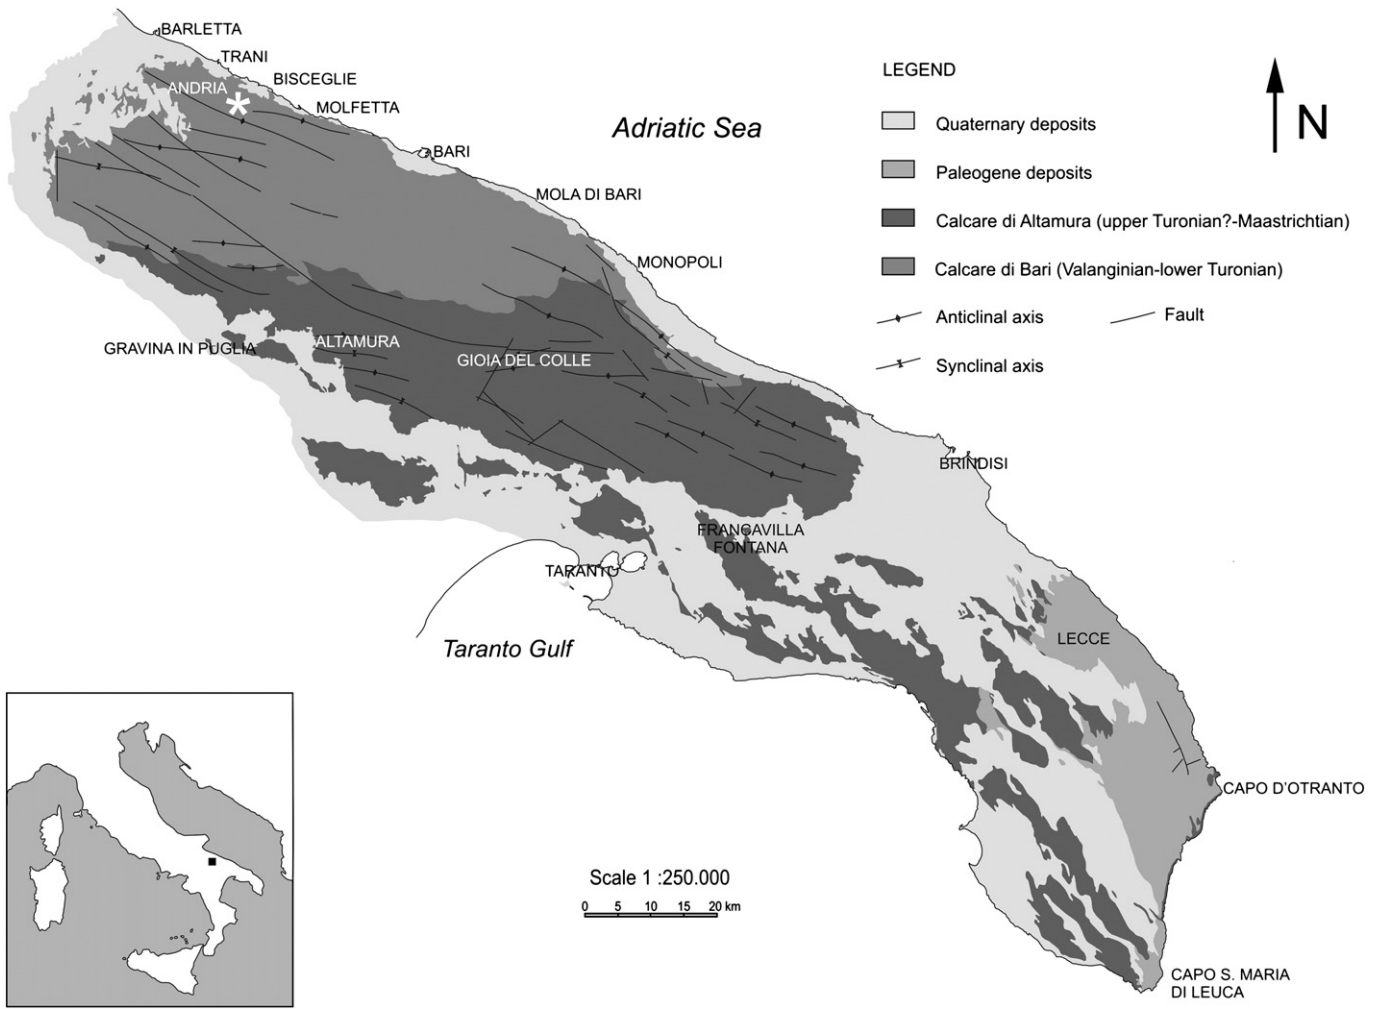 BARLETTA
TRANI
BISCEGLIE
ANDRIA
*
MOLFETTA
BARI
Adriatic Sea
MOLA DI BARI
MONOPOLI
LEGEND
N
Quaternary deposits
Paleogene deposits
Calcare di Altamura (upper Turonian?-Maastrichtian)
Calcare di Bari (Valanginian-lower Turonian)
Anticlinal axis
Fault
Synclinal axis
GRAVINA IN PUGLIA
ALTAMURA
GIOIA DEL COLLE
BRINDISI
FRANCAVILLA
FONTANA
TARANTO
Taranto Gulf
LECCE
CAPO D'OTRANTO
Scale 1 :250.000
0 5 10 15 20 km
CAPO S. MARIA
DI LEUCA